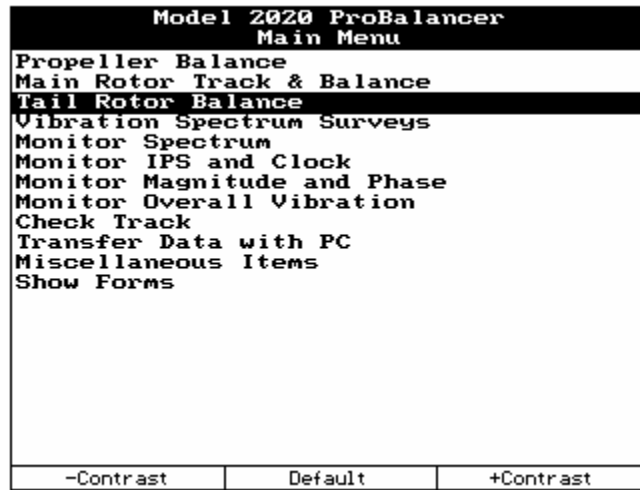 Model 2020 ProBalancer
Main Menu
Propeller Balance
Main Rotor Track & Balance
Tail Rotor Balance
Vibration Spectrum Surveys
Monitor Spectrum
Monitor IPS and Clock
Monitor Magnitude and Phase
Monitor Overall Vibration
Check Track
Transfer Data with PC
Miscellaneous Items
Show Forms
-Contrast Default +Contrast